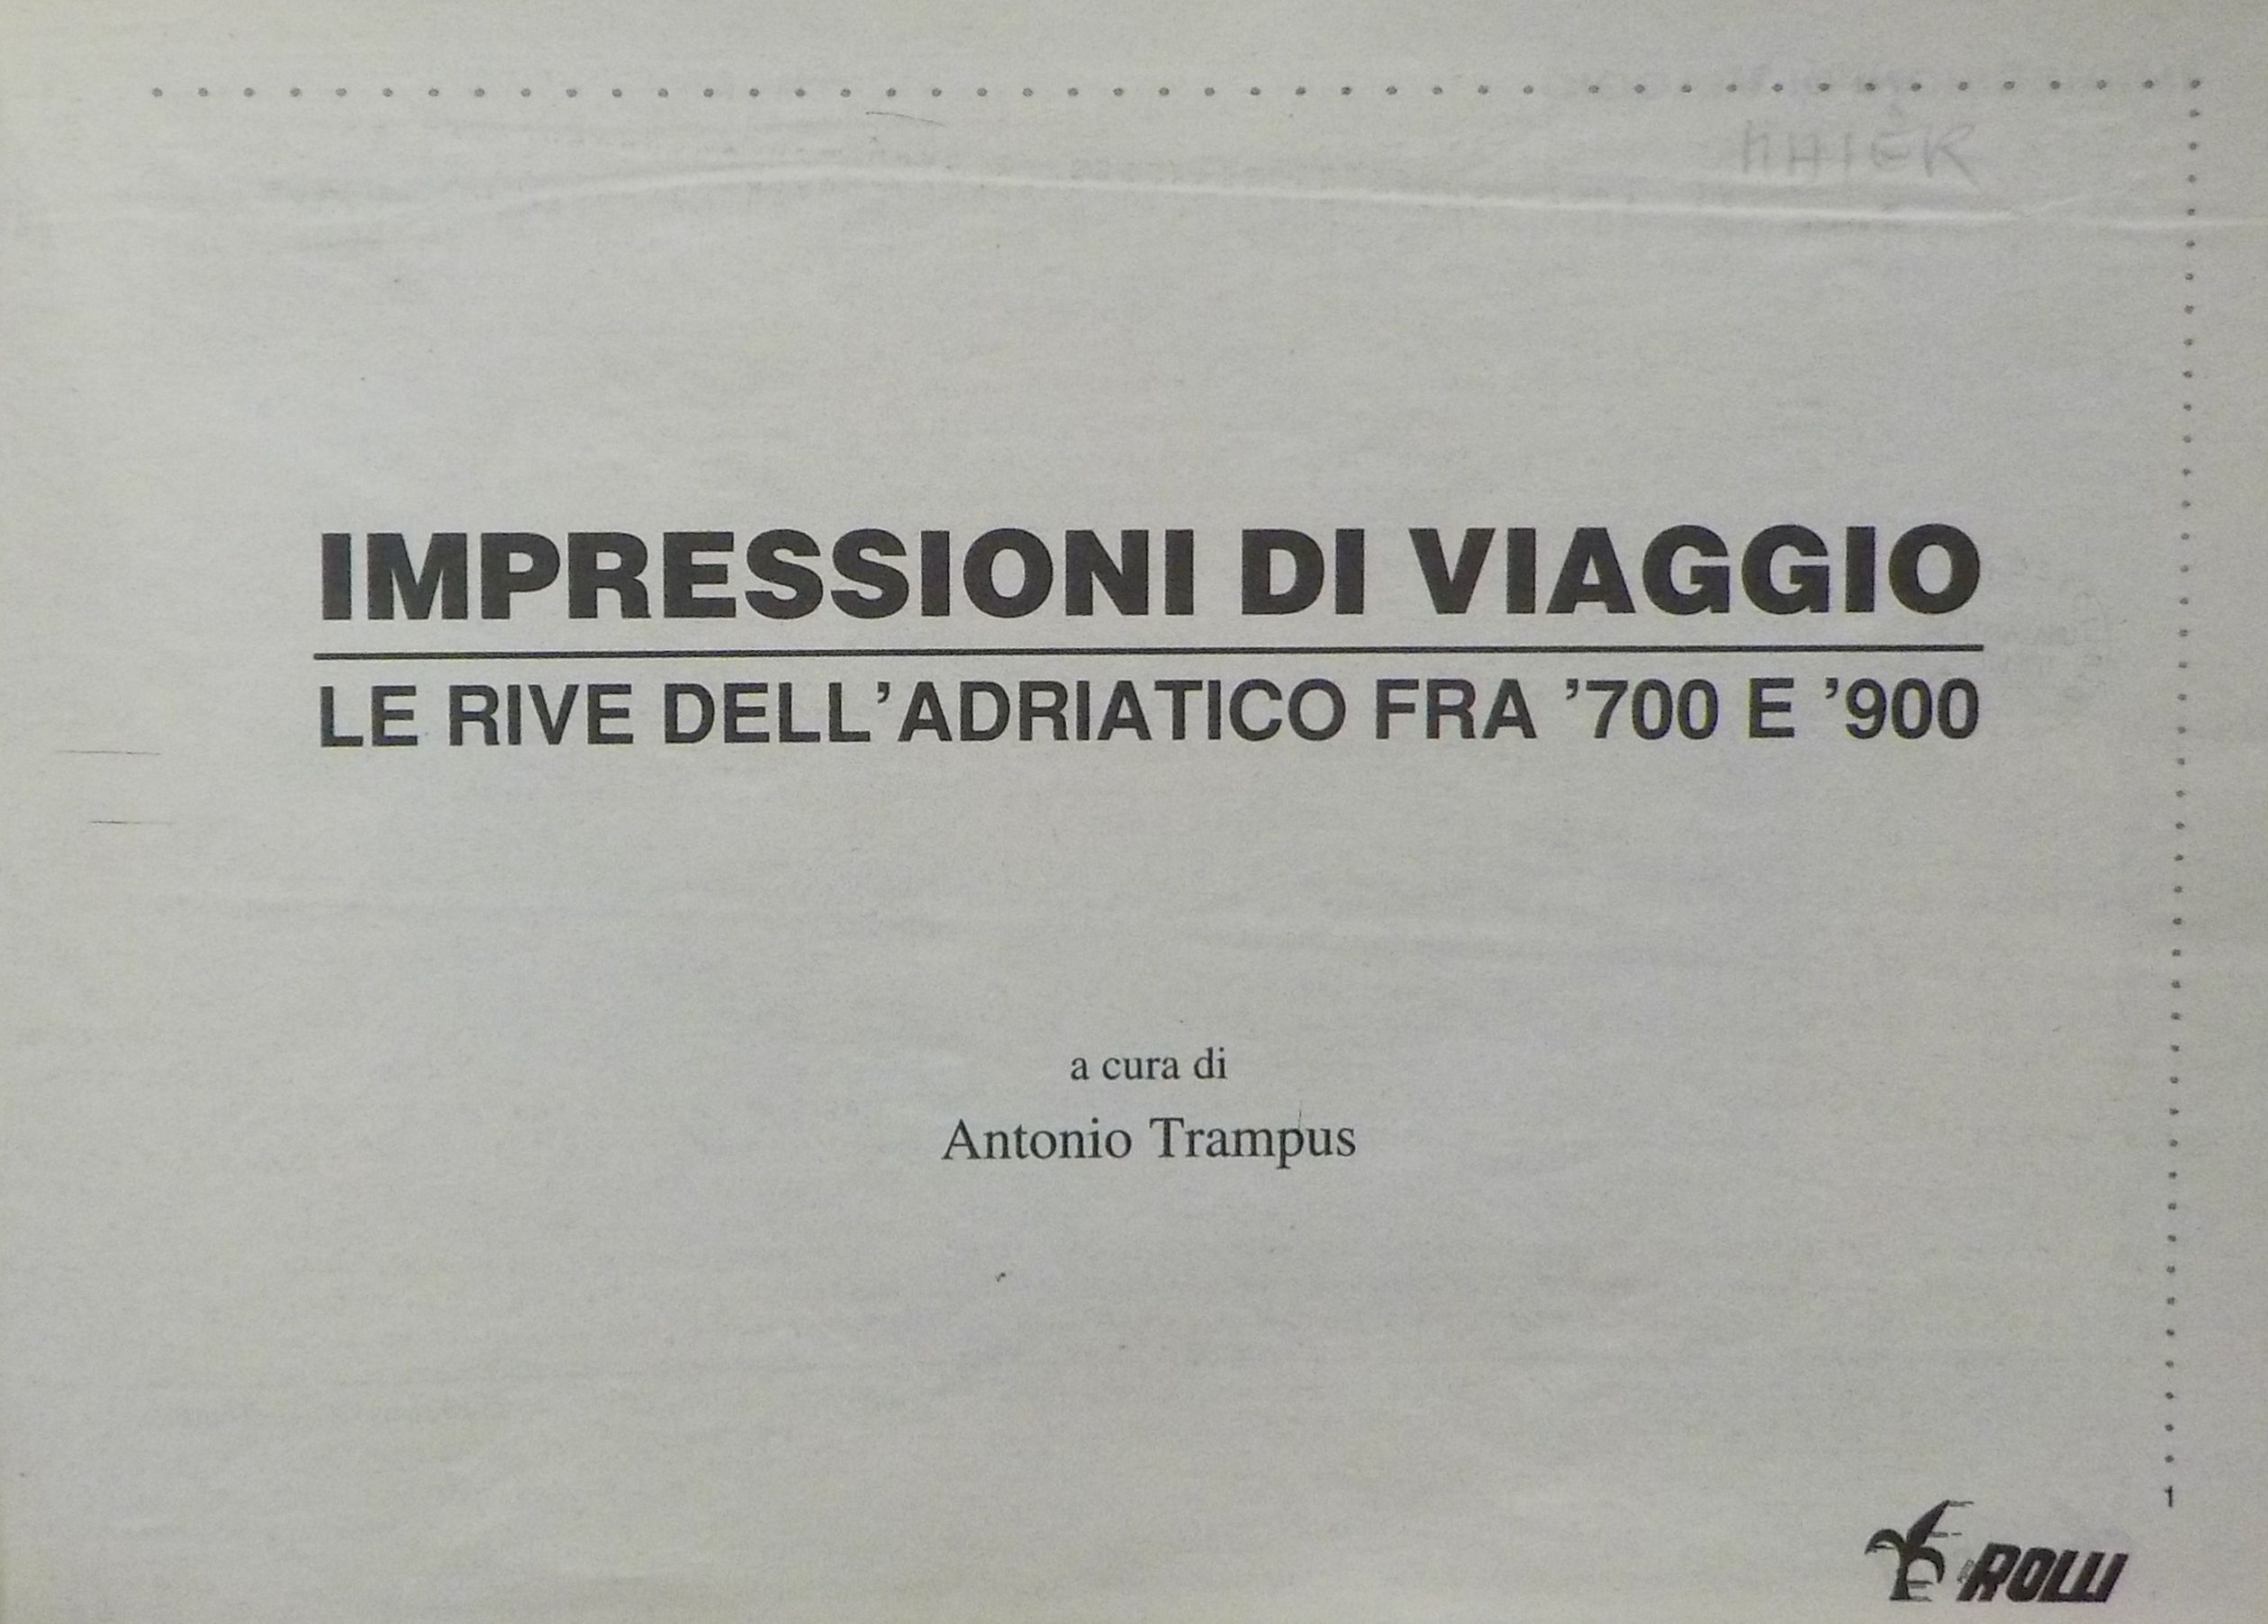 IMPRESSIONI DI VIAGGIO
LE RIVE DELL'ADRIATICO FRA '700 E '900
a cura di
Antonio Trampus
1
ROLLI